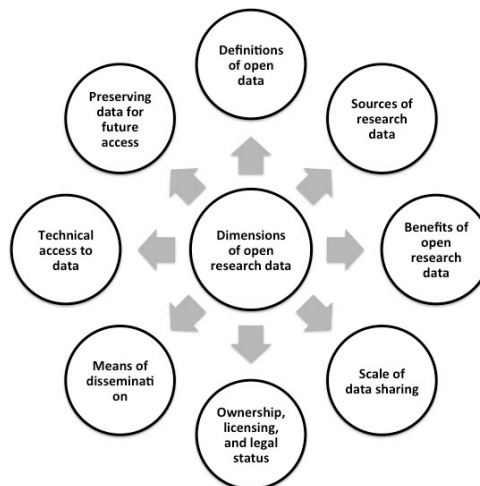 Definitions
of open
data
Sources of
research
data
Benefits of
open
research
data
Scale of
data sharing
Ownership,
licensing,
and legal
status
Means of
disseminati
on
Technical
access to
data
Preserving
data for
future
access
Dimensions
of open
research data